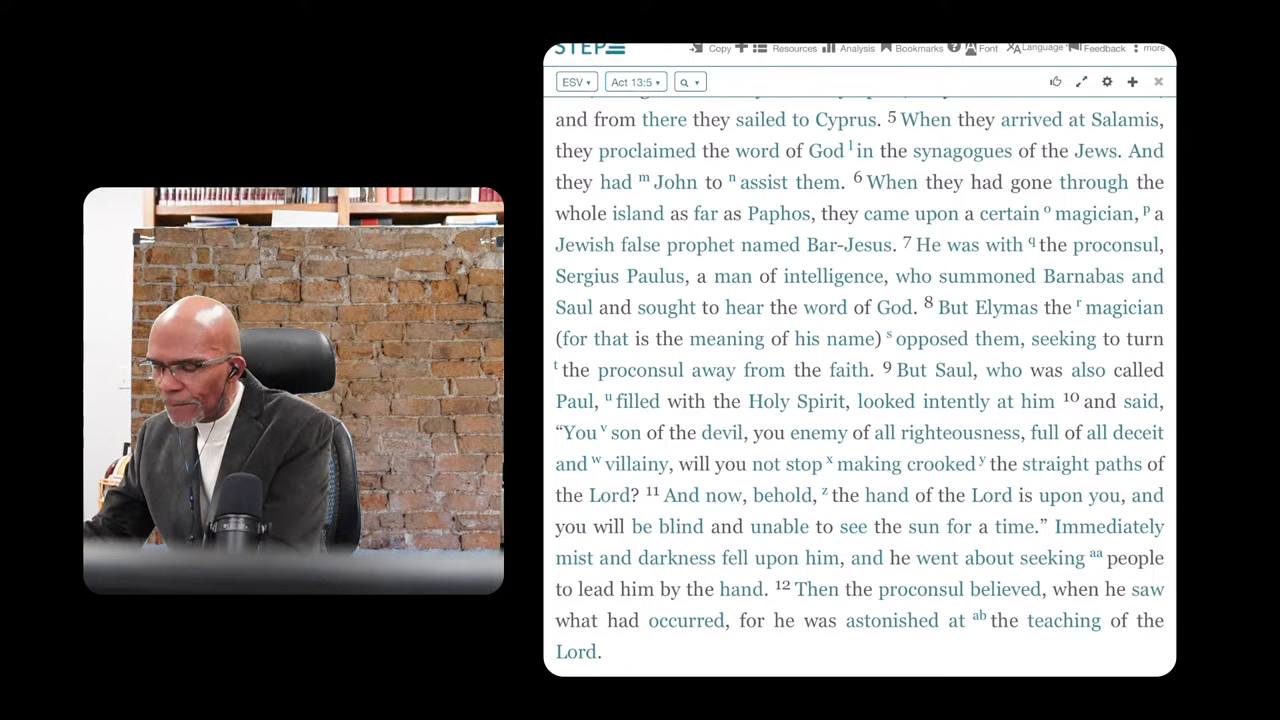 STEP
Copy Resources Analysis Bookmarks Font Language Feedback more
ESV Act 13:5
and from there they sailed to Cyprus. 5 When they arrived at Salamis,
they proclaimed the word of God l in the synagogues of the Jews. And
they had m John to n assist them. 6 When they had gone through the
whole island as far as Paphos, they came upon a certain o magician, p a
Jewish false prophet named Bar-Jesus. 7 He was with q the proconsul,
Sergius Paulus, a man of intelligence, who summoned Barnabas and
Saul and sought to hear the word of God. 8 But Elymas the r magician
(for that is the meaning of his name) s opposed them, seeking to turn
t the proconsul away from the faith. 9 But Saul, who was also called
Paul, u filled with the Holy Spirit, looked intently at him 10 and said,
“You v son of the devil, you enemy of all righteousness, full of all deceit
and w villainy, will you not stop x making crooked y the straight paths of
the Lord? 11 And now, behold, z the hand of the Lord is upon you, and
you will be blind and unable to see the sun for a time.” Immediately
mist and darkness fell upon him, and he went about seeking aa people
to lead him by the hand. 12 Then the proconsul believed, when he saw
what had occurred, for he was astonished at ab the teaching of the
Lord.